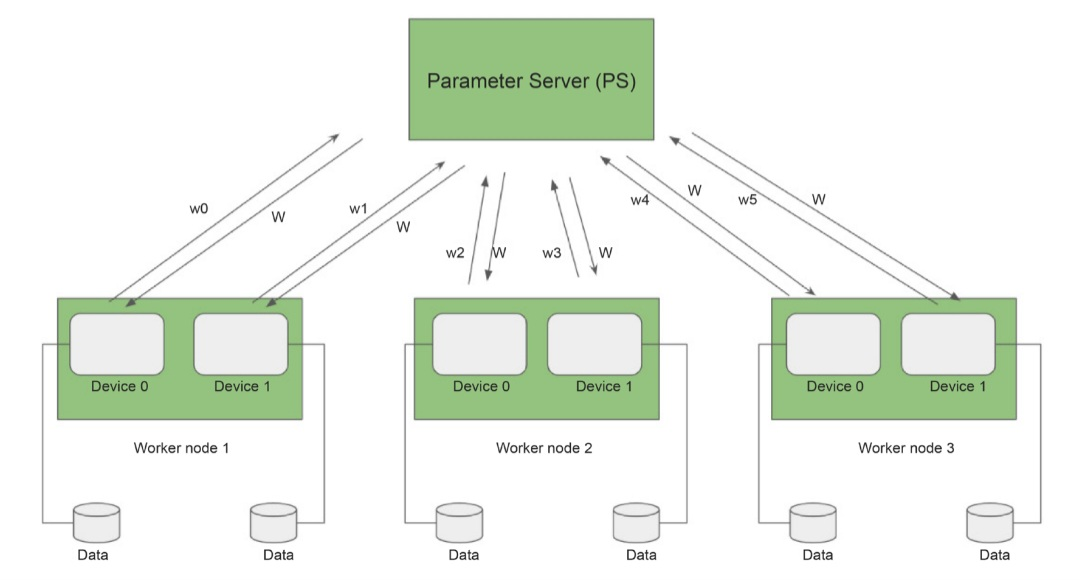 Parameter Server (PS)
w0
W
w1
W
w2
W
w3
W
w4
W
w5
W
Device 0
Device 1
Device 0
Device 1
Device 0
Device 1
Worker node 1
Worker node 2
Worker node 3
Data
Data
Data
Data
Data
Data